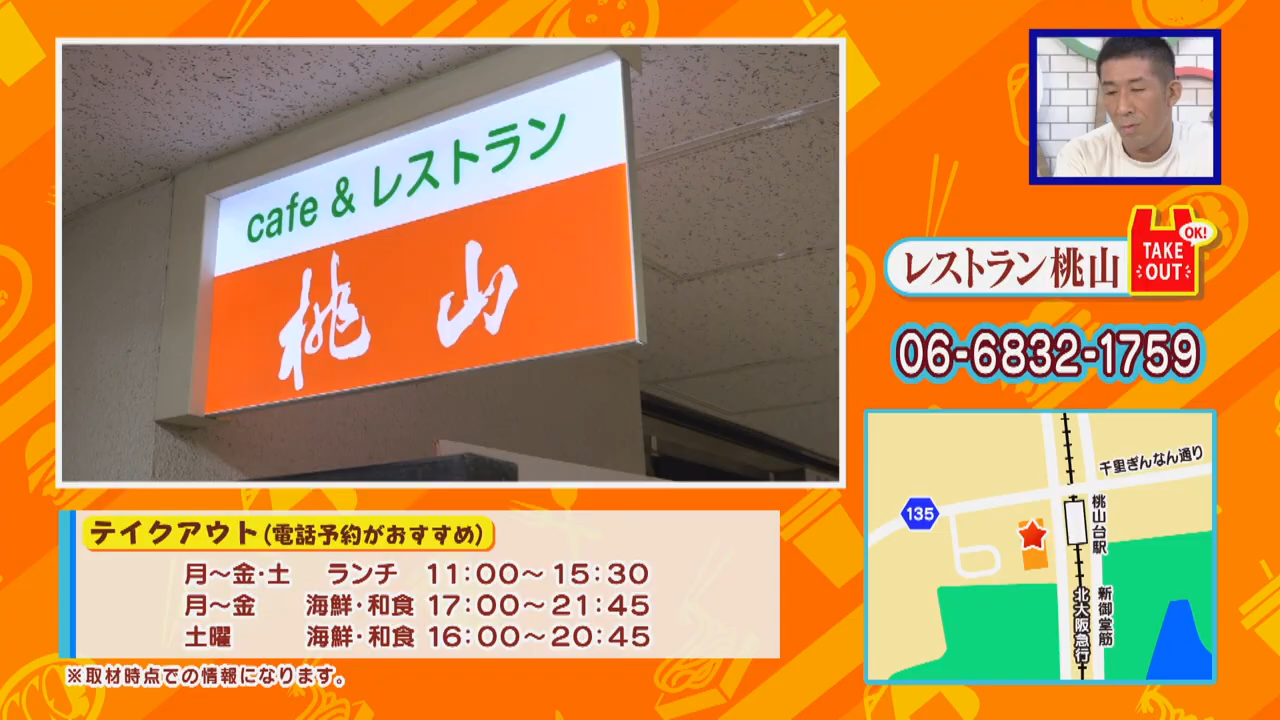 cafe & レストラン
桃山
レストラン桃山
TAKE OUT
OK!
06-6832-1759
千里ぎんなん通り
135
桃山台駅
北大阪急行
新御堂筋
テイクアウト(電話予約がおすすめ)
月～金・土 ランチ 11:00～15:30
月～金 海鮮・和食 17:00～21:45
土曜 海鮮・和食 16:00～20:45
※取材時点での情報になります。